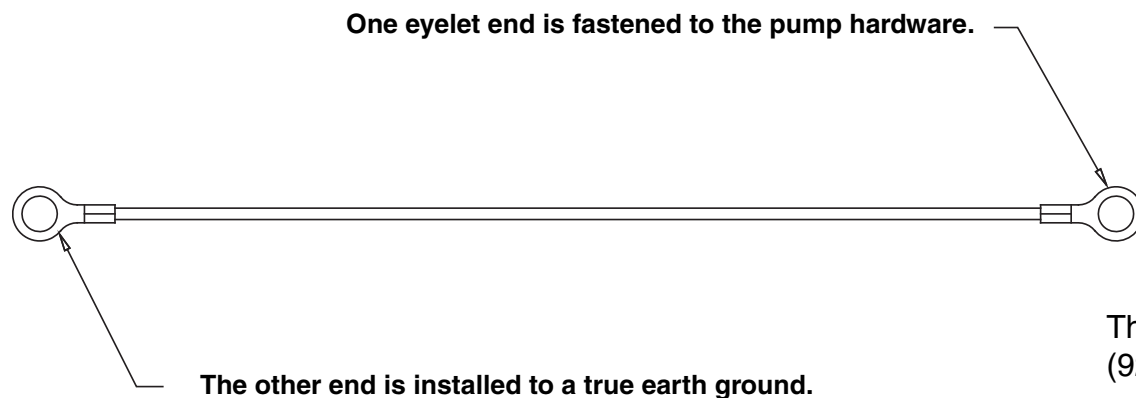 One eyelet end is fastened to the pump hardware.
The other end is installed to a true earth ground.